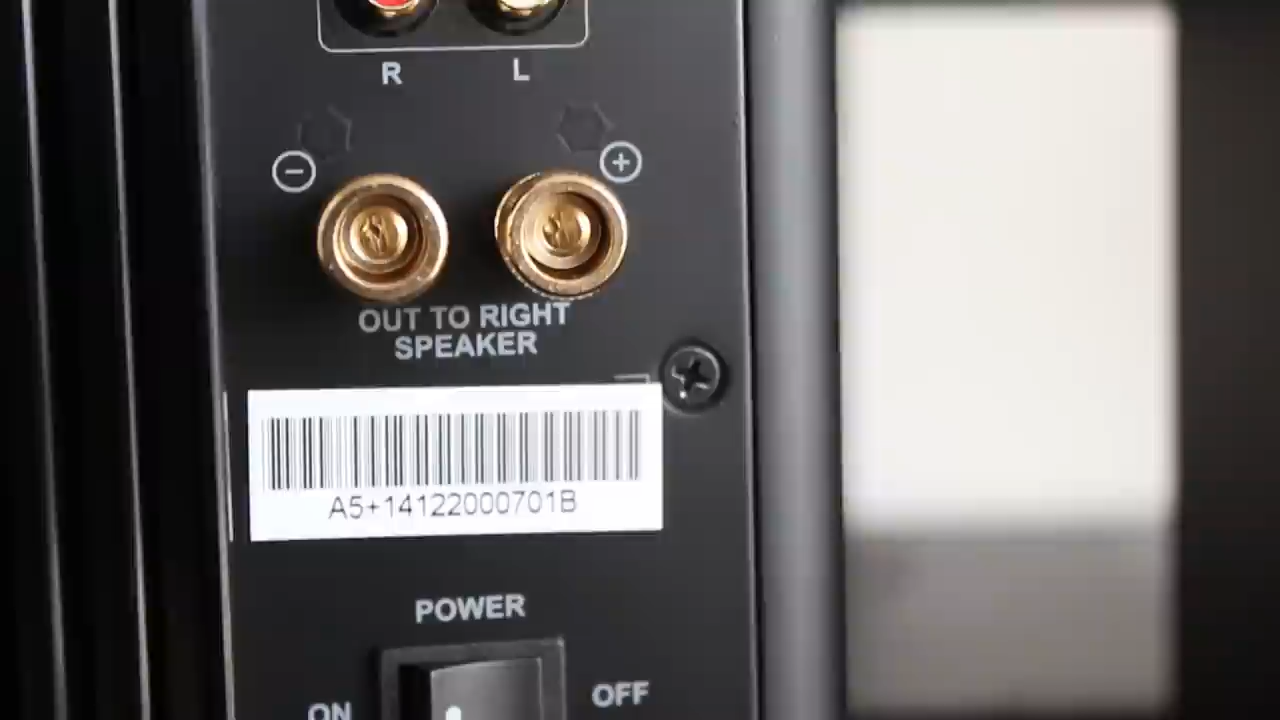 R L
− +
OUT TO RIGHT
SPEAKER
A5+14122000701B
POWER
ON OFF